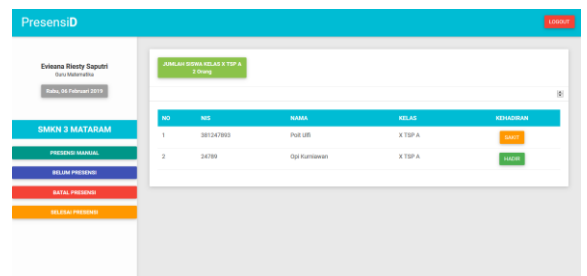 PresensiD
LOGOUT
Evieana Riesty Saputri
Guru Matematika
Rabu, 06 Februari 2019
SMKN 3 MATARAM
PRESENSI MANUAL
BELUM PRESENSI
BATAL PRESENSI
SELESAI PRESENSI
JUMLAH SISWA KELAS X TSP A
2 Orang
NO NIS NAMA KELAS KEHADIRAN
1 381247893 Polt Ulfi X TSP A SAKIT
2 24789 Opi Kurniawan X TSP A HADIR